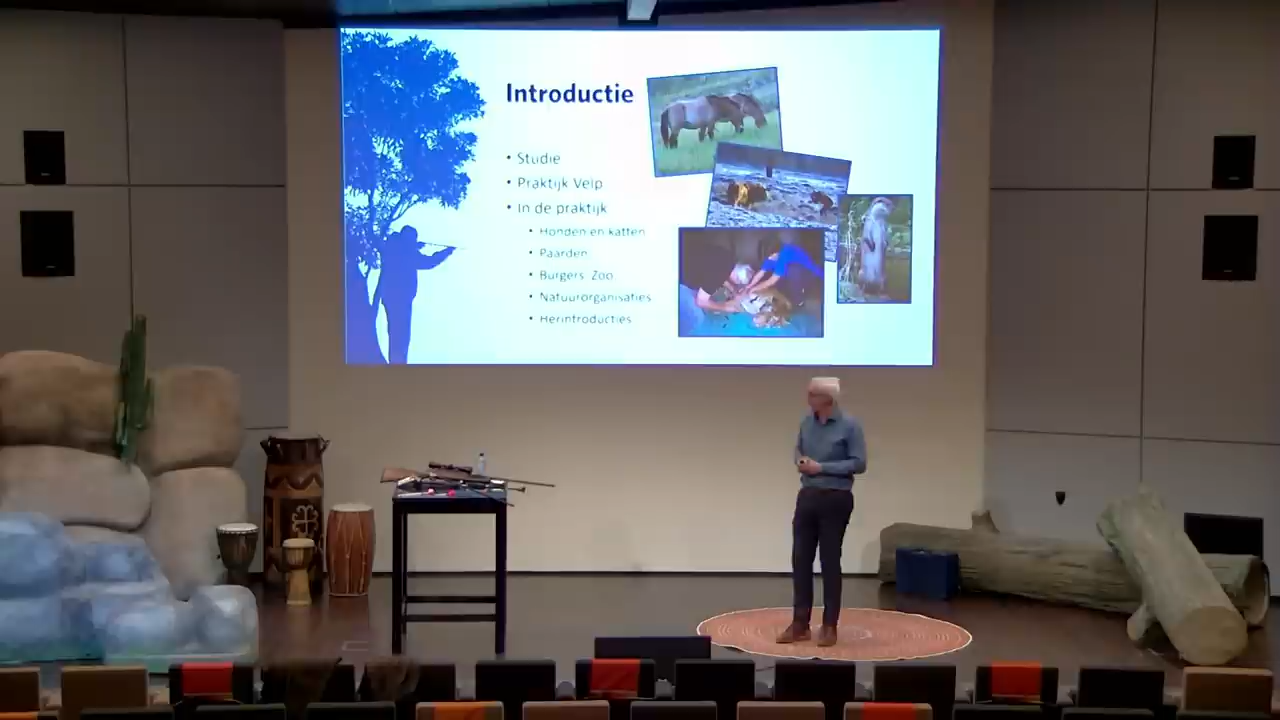 Introductie
• Studie
• Praktijk Velp
• In de praktijk
• Honden en katten
• Paarden
• Burgers' Zoo
• Natuurorganisaties
• Herintroducties